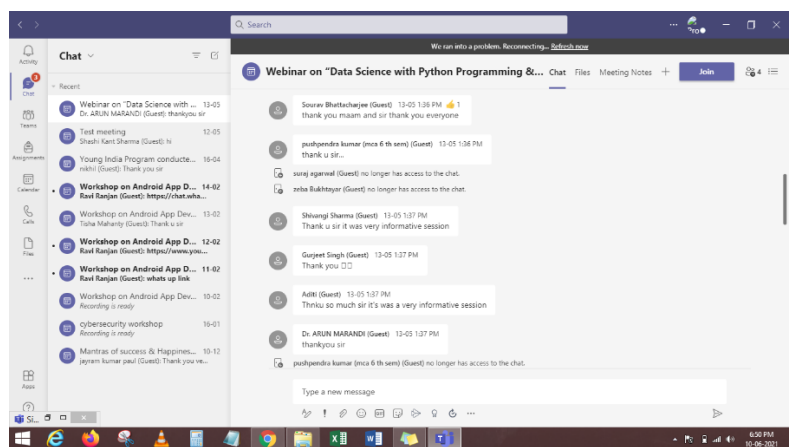 Search
We ran into a problem. Reconnecting... Refresh now
Activity
Chat
Teams
Assignments
Calendar
Calls
Files
Apps
Chat
Recent
Webinar on "Data Science with ... 13-05
Dr. ARUN MARANDI (Guest): thankyou sir
Test meeting 12-05
Shashi Kant Sharma (Guest): hi
Young India Program conducte... 16-04
nikhil (Guest): Thank you sir
Workshop on Android App D... 14-02
Ravi Ranjan (Guest): https://chat.wha...
Workshop on Android App Dev... 13-02
Tisha Mahanty (Guest): Thank u sir
Workshop on Android App D... 12-02
Ravi Ranjan (Guest): https://www.you...
Workshop on Android App D... 11-02
Ravi Ranjan (Guest): whats up link
Workshop on Android App Dev... 10-02
Recording is ready
cybersecurity workshop 16-01
Recording is ready
Mantras of success & Happines... 10-12
jayram kumar paul (Guest): Thank you ve...
Webinar on "Data Science with Python Programming &... Chat Files Meeting Notes Join 4
Sourav Bhattacharjee (Guest) 13-05 1:36 PM 👍 1
thank you maam and sir thank you everyone
pushpendra kumar (mca 6 th sem) (Guest) 13-05 1:36 PM
thank u sir...
suraj agarwal (Guest) no longer has access to the chat.
zeba Bukhtayar (Guest) no longer has access to the chat.
Shivangi Sharma (Guest) 13-05 1:37 PM
Thank u sir it was very informative session
Gurjeet Singh (Guest) 13-05 1:37 PM
Thank you
Aditi (Guest) 13-05 1:37 PM
Thnku so much sir it's was a very informative session
Dr. ARUN MARANDI (Guest) 13-05 1:37 PM
thankyou sir
pushpendra kumar (mca 6 th sem) (Guest) no longer has access to the chat.
Type a new message
Si...
6:50 PM
10-06-2021